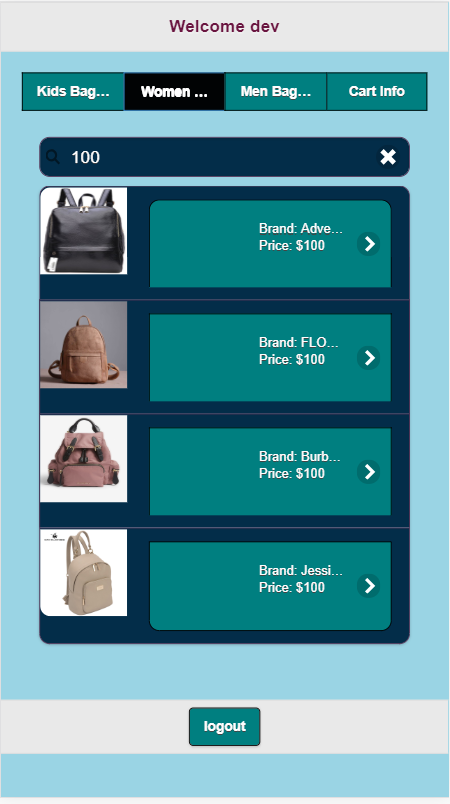 Welcome dev
Kids Bag...
Women ...
Men Bag...
Cart Info
100
Brand: Adve...
Price: $100
Brand: FLO...
Price: $100
Brand: Burb...
Price: $100
Brand: Jessi...
Price: $100
logout